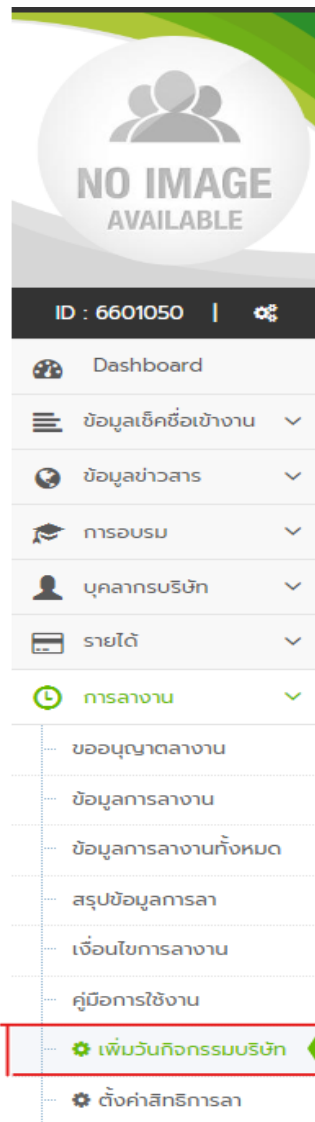 NO IMAGE
AVAILABLE
ID : 6601050 |
Dashboard
ข้อมูลเช็คชื่อเข้างาน
ข้อมูลข่าวสาร
การอบรม
บุคลากรบริษัท
รายได้
การลางาน
ขออนุญาตลางาน
ข้อมูลการลางาน
ข้อมูลการลางานทั้งหมด
สรุปข้อมูลการลา
เงื่อนไขการลางาน
คู่มือการใช้งาน
เพิ่มวันกิจกรรมบริษัท
ตั้งค่าสิทธิการลา